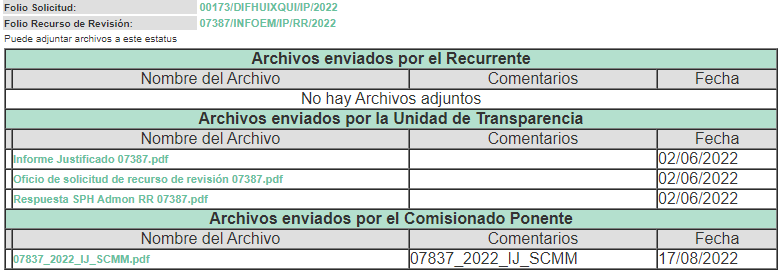 Folio Solicitud: 00173/DIFHUIXQUI/IP/2022
Folio Recurso de Revisión: 07387/INFOEM/IP/RR/2022
Puede adjuntar archivos a este estatus
Archivos enviados por el Recurrente
Nombre del Archivo Comentarios Fecha
No hay Archivos adjuntos
Archivos enviados por la Unidad de Transparencia
Nombre del Archivo Comentarios Fecha
Informe Justificado 07387.pdf 02/06/2022
Oficio de solicitud de recurso de revisión 07387.pdf 02/06/2022
Respuesta SPH Admon RR 07387.pdf 02/06/2022
Archivos enviados por el Comisionado Ponente
Nombre del Archivo Comentarios Fecha
07837_2022_IJ_SCMM.pdf 07837_2022_IJ_SCMM 17/08/2022